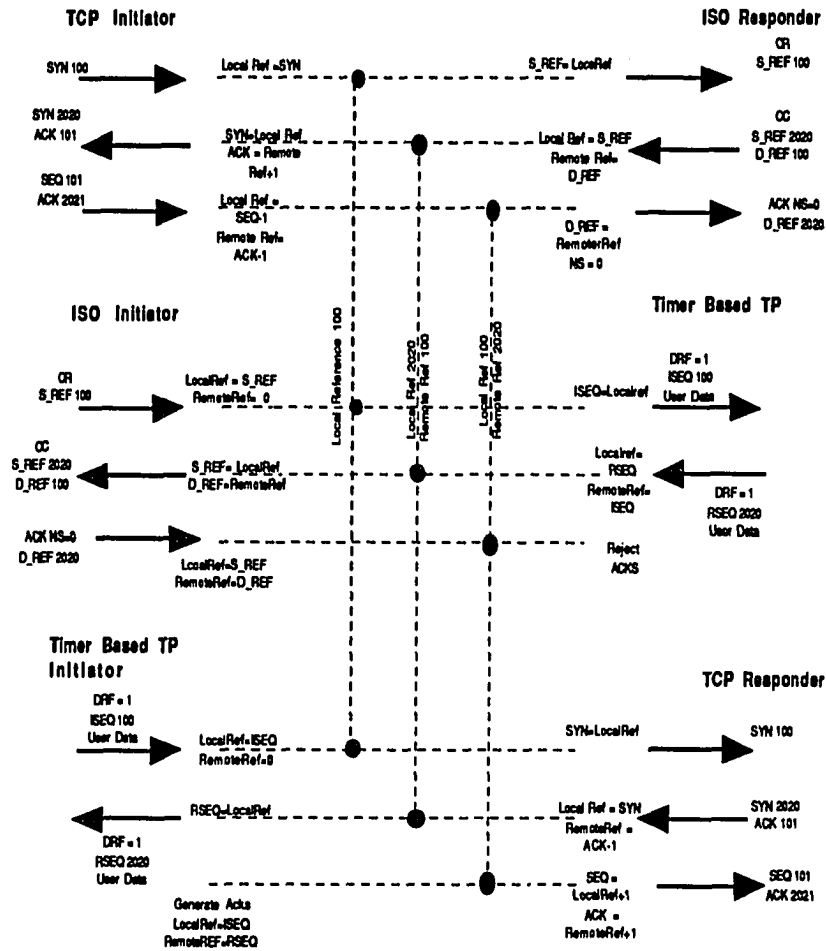 TCP Initiator
ISO Responder
SYN 100
Local Ref =SYN
S_REF= LocalRef
CR
S_REF 100
SYN 2020
ACK 101
SYN=Local Ref
ACK = Remote
Ref+1
Local Ref = S_REF
Remote Ref=
D_REF
CC
S_REF 2020
D_REF 100
SEQ 101
ACK 2021
Local Ref =
SEQ-1
Remote Ref=
ACK-1
D_REF =
RemoterRef
NS = 0
ACK NS=0
D_REF 2020
Local Reference 100
Local Ref 2020
Remote Ref 100
Local Ref 100
Remote Ref 2020
ISO Initiator
Timer Based TP
CR
S_REF 100
LocalRef = S_REF
RemoteRef= 0
ISEQ=Localref
DRF = 1
ISEQ 100
User Data
CC
S_REF 2020
D_REF 100
S_REF=LocalRef
D_REF=RemoteRef
Localref=
RSEQ
RemoteRef=
ISEQ
DRF = 1
RSEQ 2020
User Data
ACK NS=0
D_REF 2020
LocalRef=S_REF
RemoteRef=D_REF
Reject
ACKS
Timer Based TP
Initiator
TCP Responder
DRF = 1
ISEQ 100
User Data
LocalRef=ISEQ
RemoteRef=0
SYN=LocalRef
SYN 100
RSEQ=LocalRef
DRF = 1
RSEQ 2020
User Data
Local Ref = SYN
RemoteRef =
ACK-1
SYN 2020
ACK 101
Generate Acks
LocalRef=ISEQ
RemoteREF=RSEQ
SEQ =
LocalRef+1
ACK =
RemoteRef+1
SEQ 101
ACK 2021